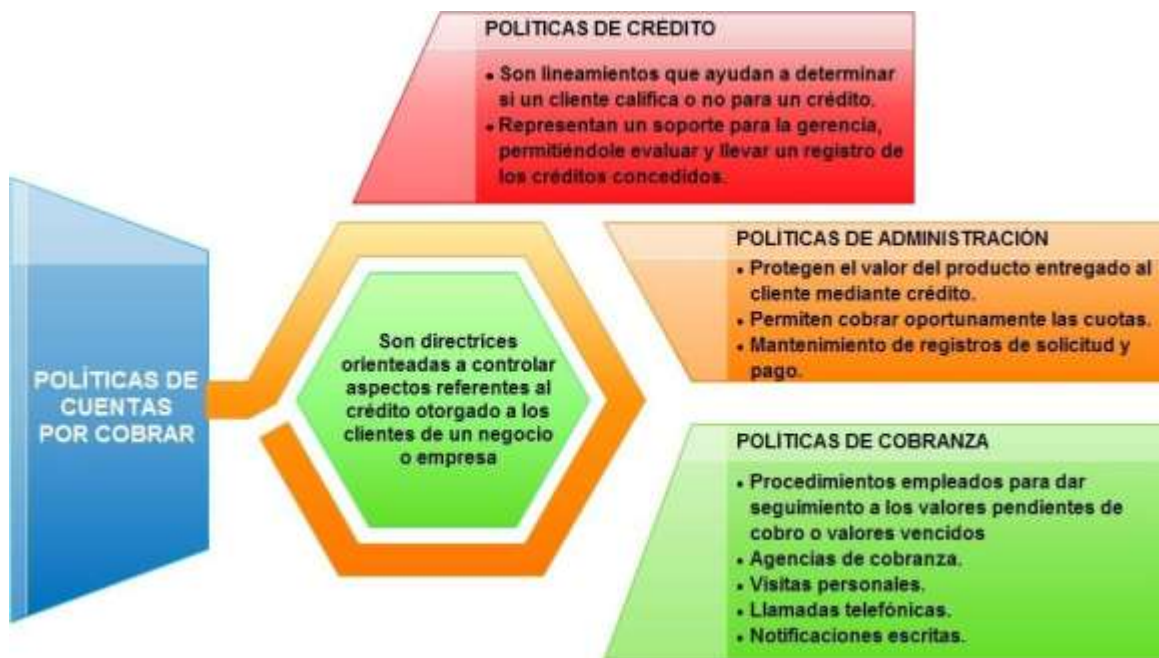 POLÍTICAS DE
CUENTAS
POR COBRAR
Son directrices
orienteadas a controlar
aspectos referentes al
crédito otorgado a los
clientes de un negocio
o empresa
POLÍTICAS DE CRÉDITO
• Son lineamientos que ayudan a determinar
si un cliente califica o no para un crédito.
• Representan un soporte para la gerencia,
permitiéndole evaluar y llevar un registro de
los créditos concedidos.
POLÍTICAS DE ADMINISTRACIÓN
• Protegen el valor del producto entregado al
cliente mediante crédito.
• Permiten cobrar oportunamente las cuotas.
• Mantenimiento de registros de solicitud y
pago.
POLÍTICAS DE COBRANZA
• Procedimientos empleados para dar
seguimiento a los valores pendientes de
cobro o valores vencidos
• Agencias de cobranza.
• Visitas personales.
• Llamadas telefónicas.
• Notificaciones escritas.